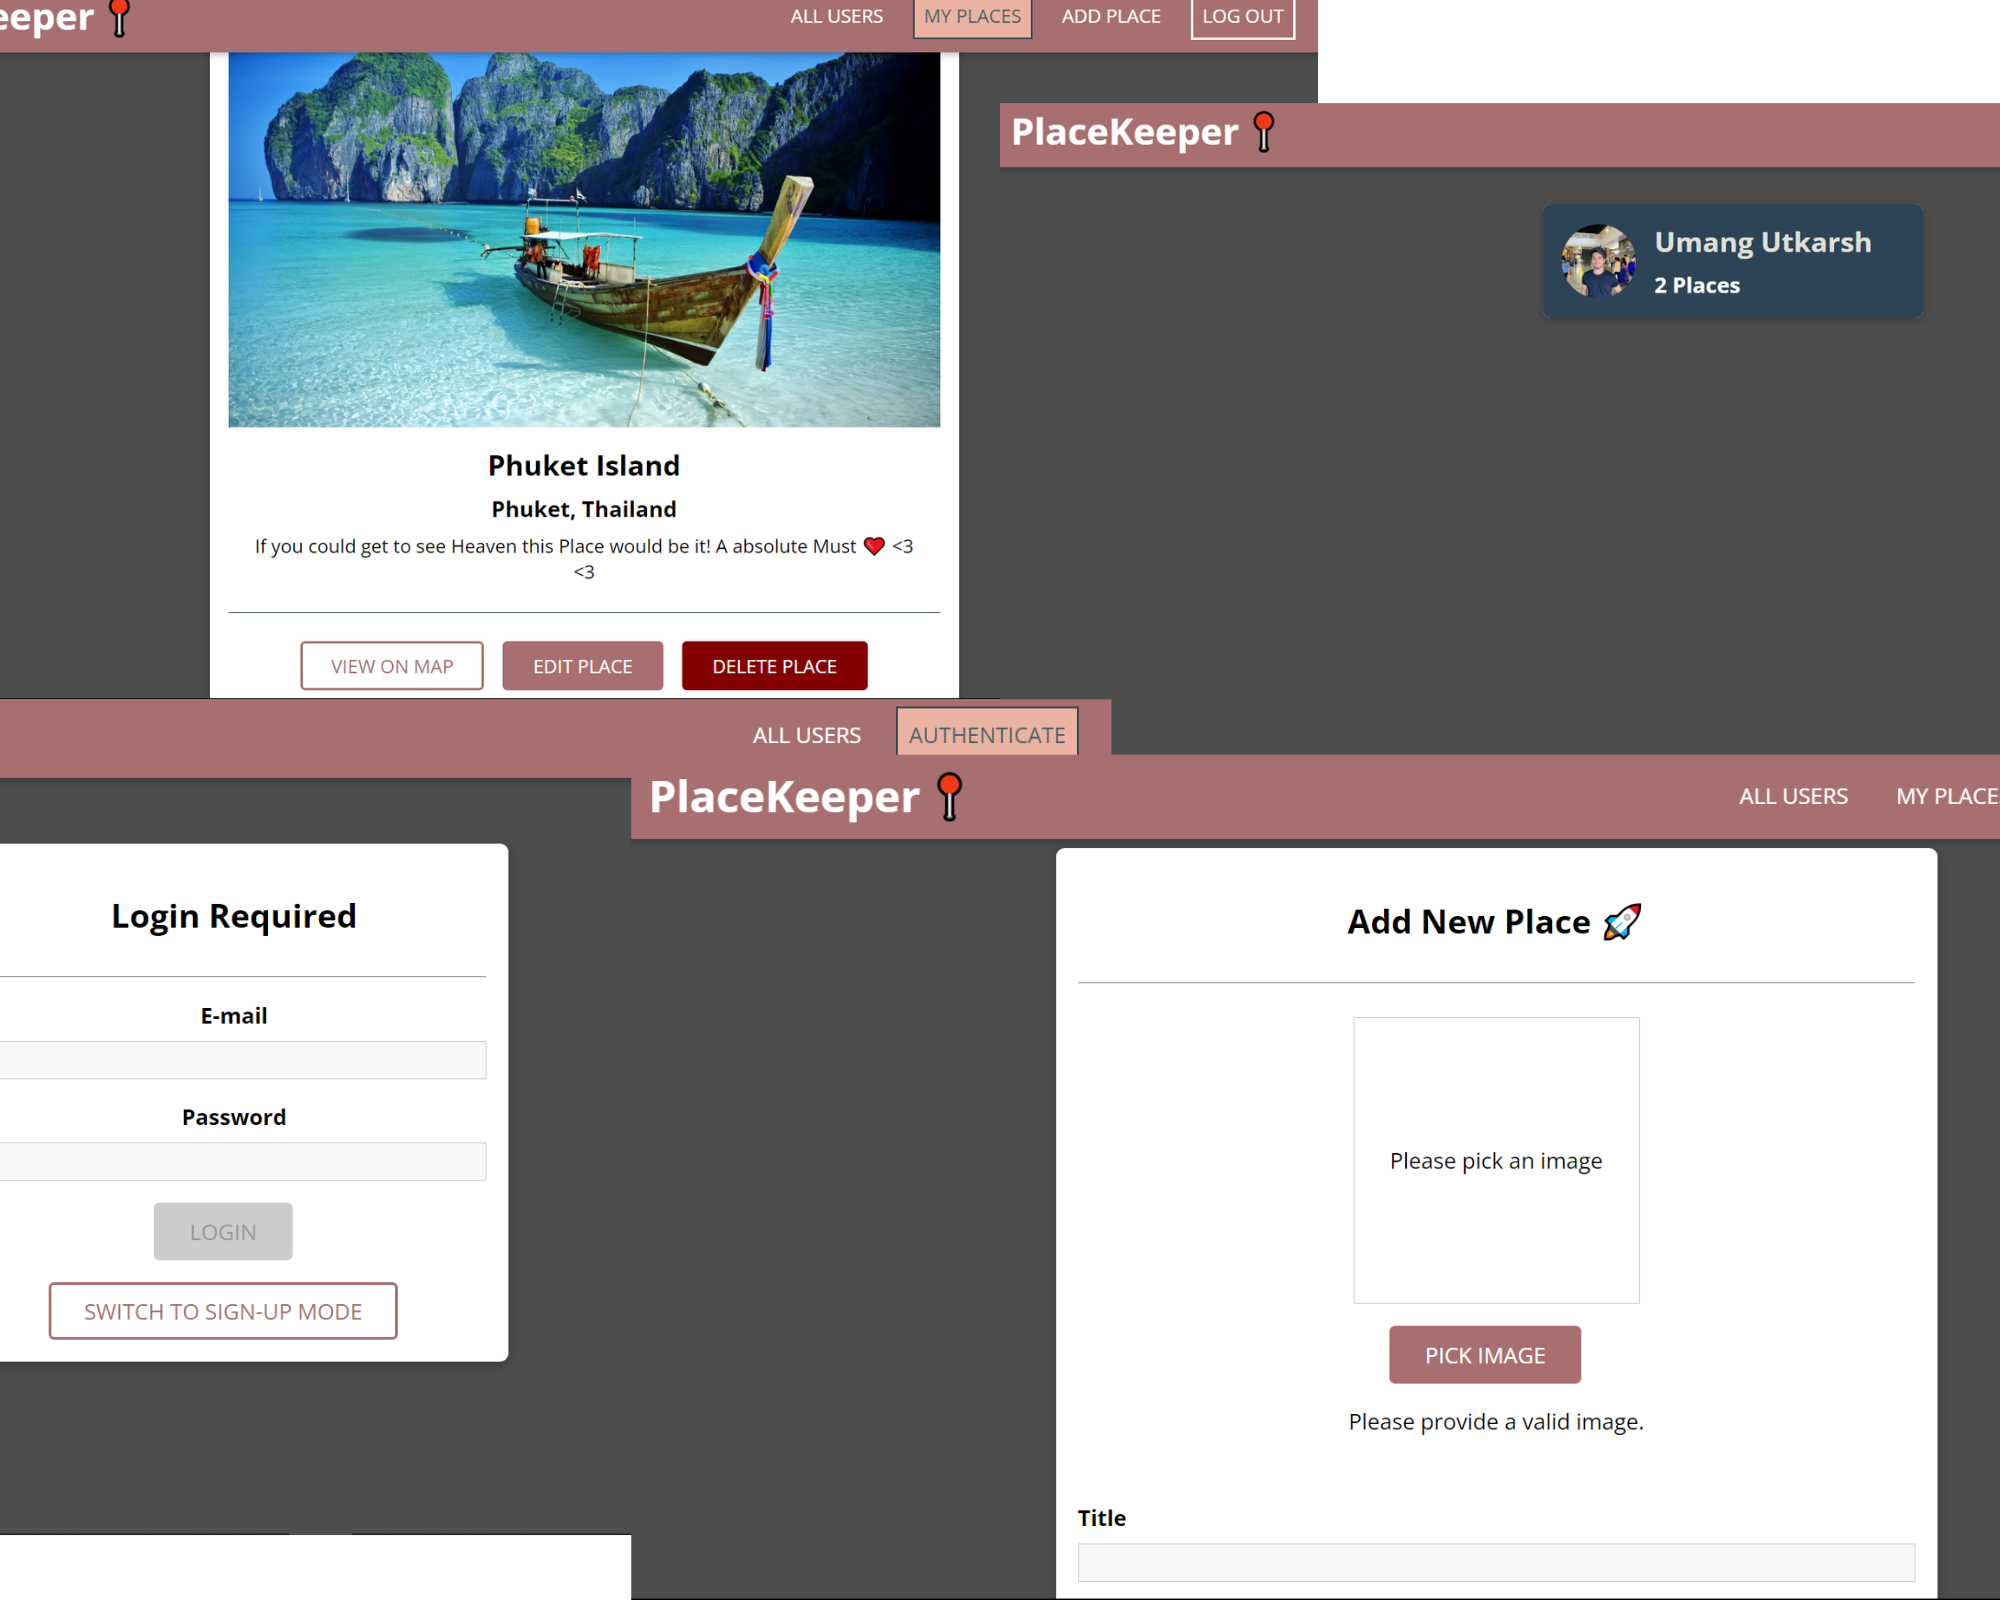 eeper
ALL USERS
MY PLACES
ADD PLACE
LOG OUT
Phuket Island
Phuket, Thailand
If you could get to see Heaven this Place would be it! A absolute Must ❤️ <3
<3
VIEW ON MAP
EDIT PLACE
DELETE PLACE
PlaceKeeper
Umang Utkarsh
2 Places
ALL USERS
AUTHENTICATE
Login Required
E-mail
Password
LOGIN
SWITCH TO SIGN-UP MODE
PlaceKeeper
ALL USERS
MY PLACE
Add New Place 🚀
Please pick an image
PICK IMAGE
Please provide a valid image.
Title